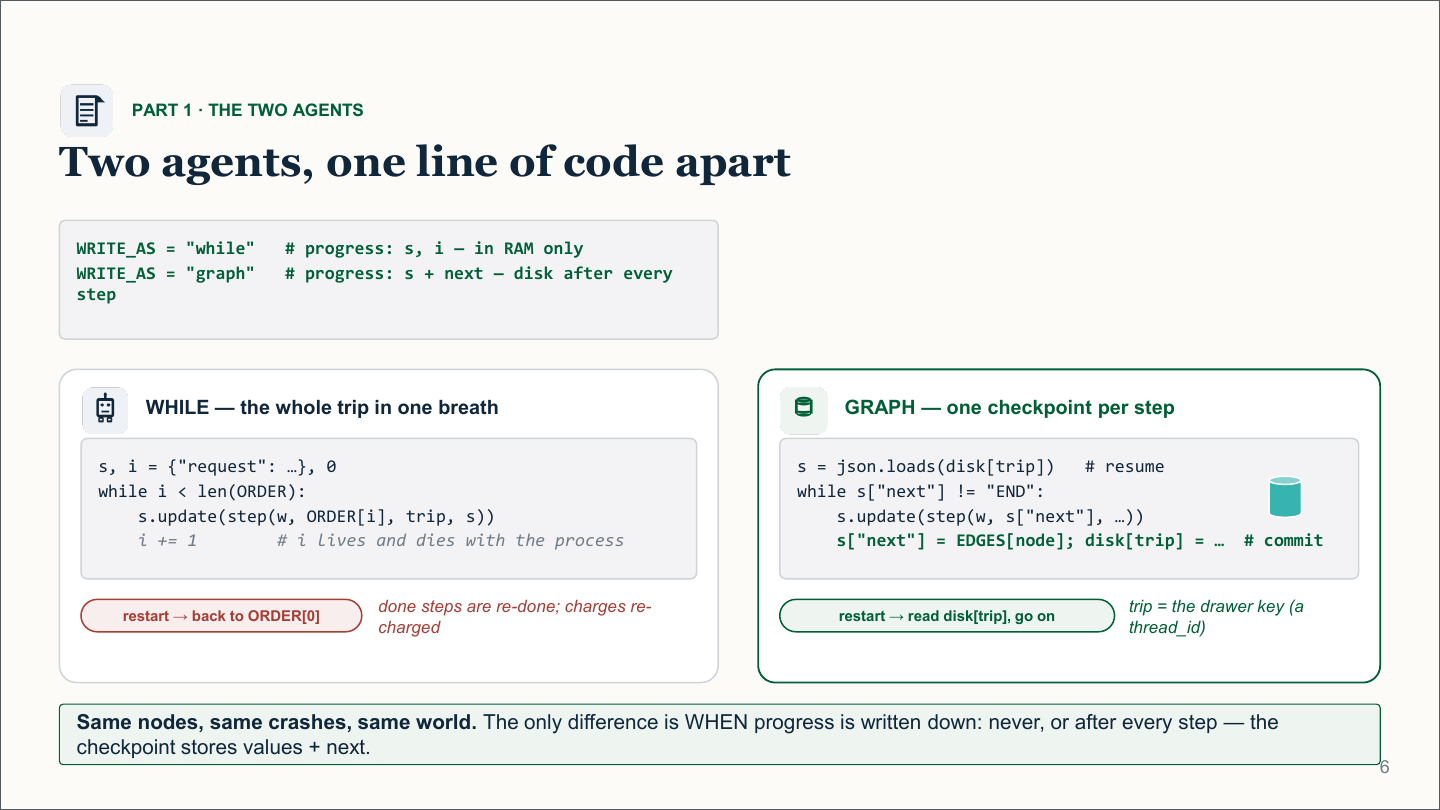 PART 1 · THE TWO AGENTS
Two agents, one line of code apart
WRITE_AS = "while"   # progress: s, i — in RAM only
WRITE_AS = "graph"   # progress: s + next — disk after every
step
WHILE — the whole trip in one breath
s, i = {"request": …}, 0
while i < len(ORDER):
    s.update(step(w, ORDER[i], trip, s))
    i += 1        # i lives and dies with the process
restart → back to ORDER[0]
done steps are re-done; charges re-
charged
GRAPH — one checkpoint per step
s = json.loads(disk[trip])   # resume
while s["next"] != "END":
    s.update(step(w, s["next"], …))
    s["next"] = EDGES[node]; disk[trip] = …  # commit
restart → read disk[trip], go on
trip = the drawer key (a
thread_id)
Same nodes, same crashes, same world. The only difference is WHEN progress is written down: never, or after every step — the
checkpoint stores values + next.
6